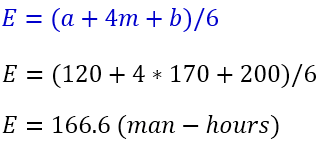 E = (a + 4m + b)/6
E = (120 + 4 * 170 + 200)/6
E = 166.6 (man − hours)